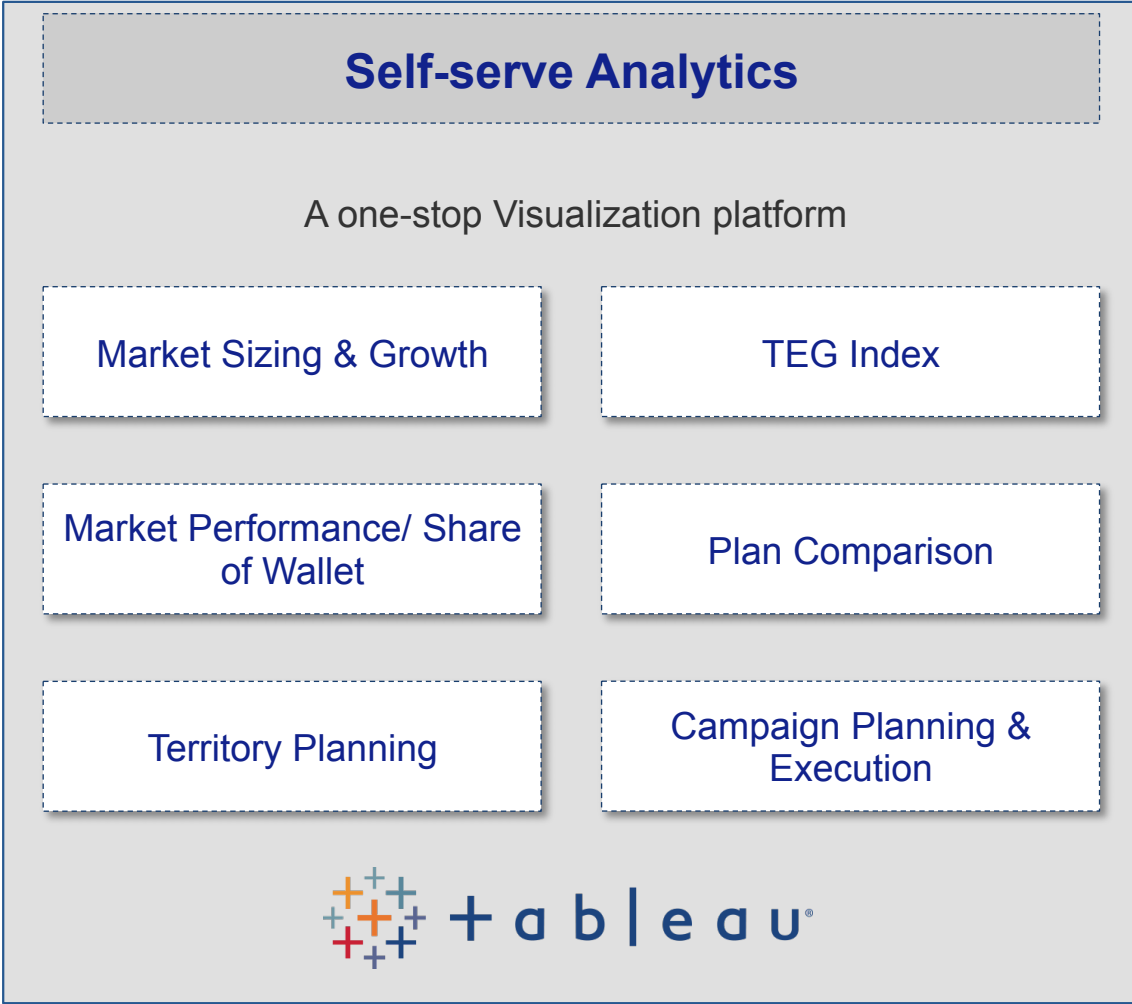 Self-serve Analytics
A one-stop Visualization platform
Market Sizing & Growth
TEG Index
Market Performance/ Share
of Wallet
Plan Comparison
Territory Planning
Campaign Planning &
Execution
+ableau®